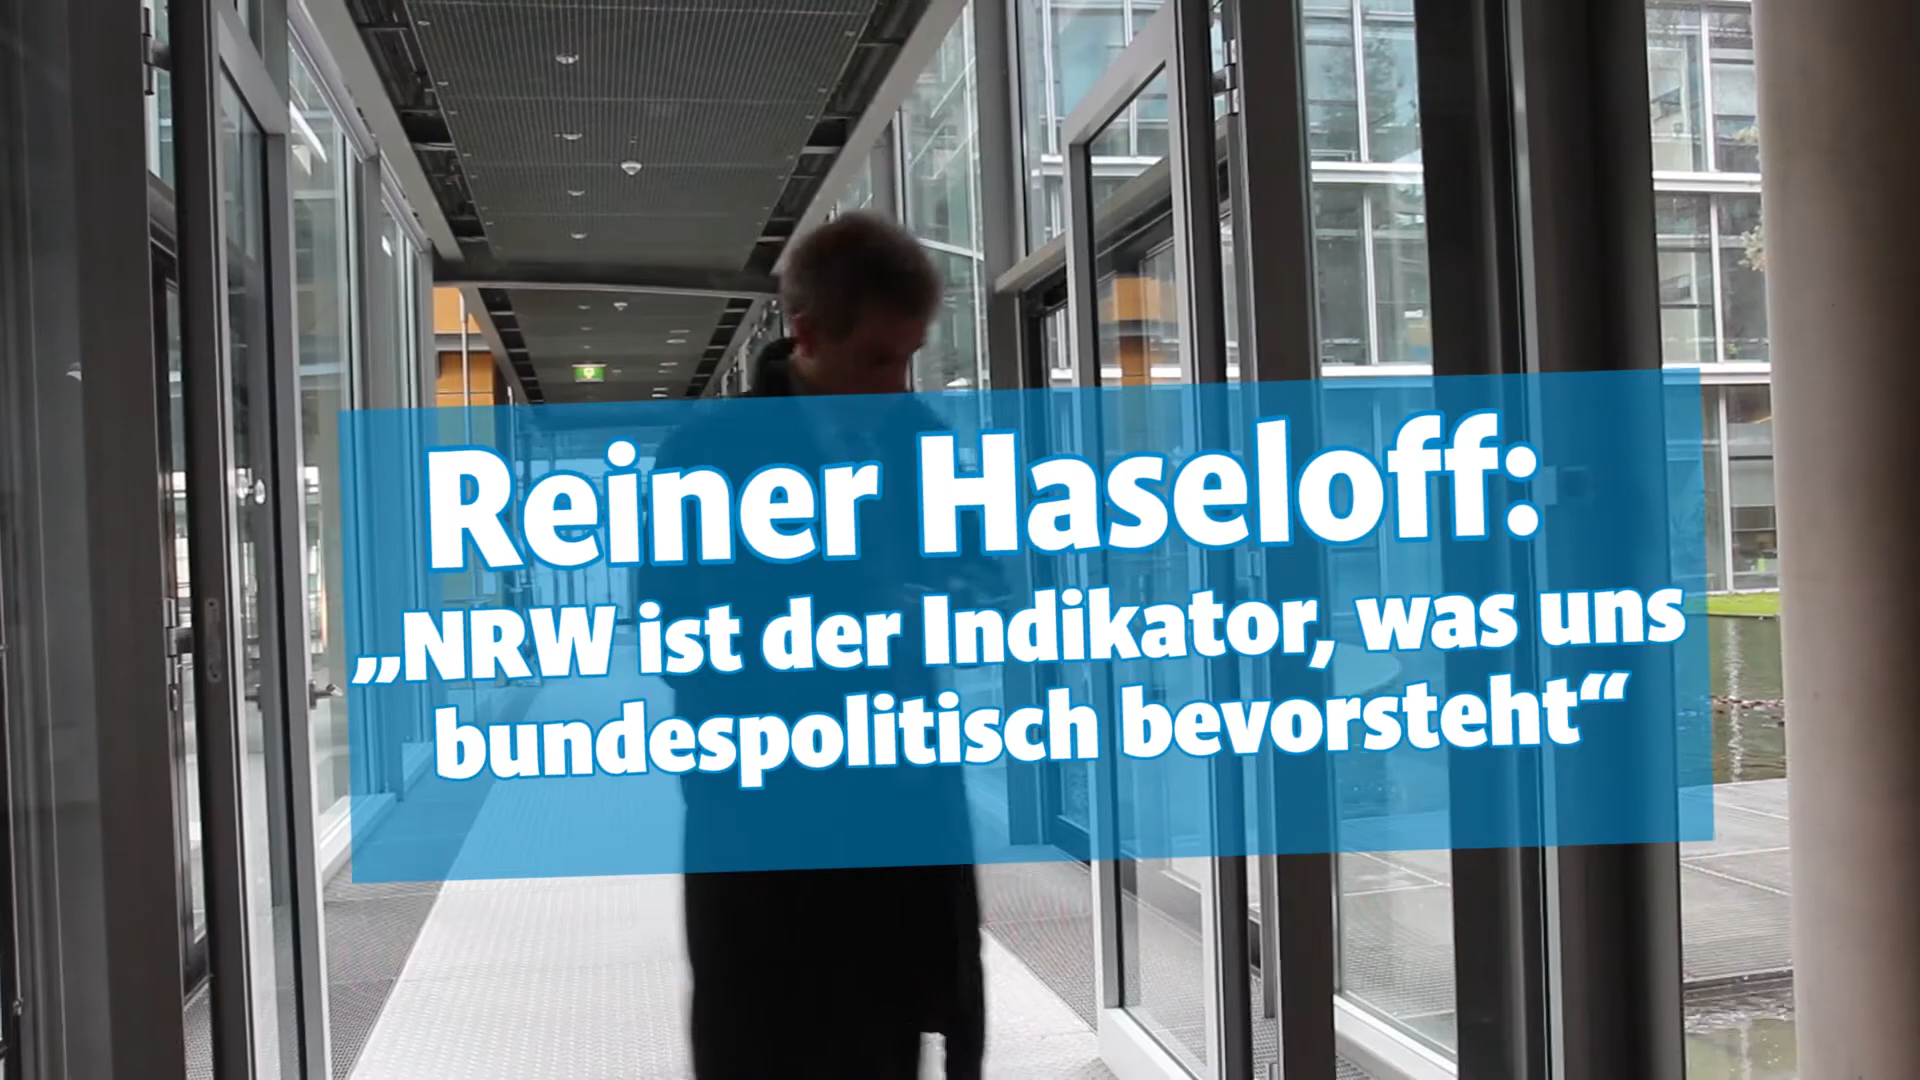 Reiner Haseloff:
„NRW ist der Indikator, was uns
bundespolitisch bevorsteht“